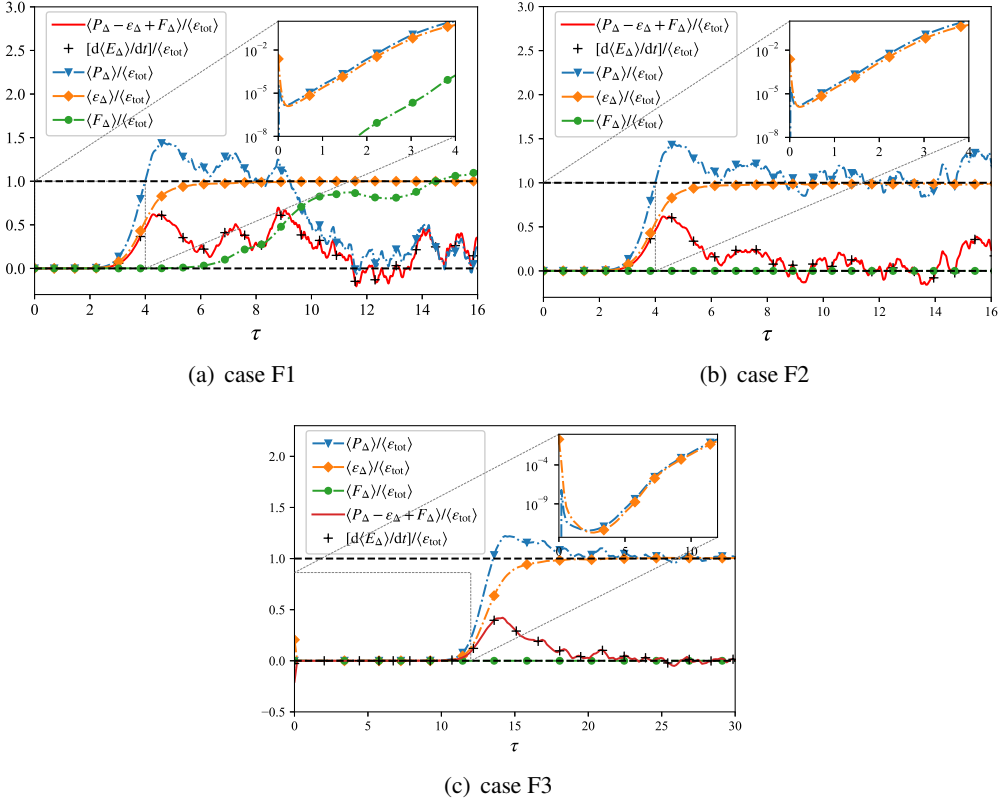 ⟨P_Δ − ε_Δ + F_Δ⟩/⟨ε_tot⟩
[d⟨E_Δ⟩/dt]/⟨ε_tot⟩
⟨P_Δ⟩/⟨ε_tot⟩
⟨ε_Δ⟩/⟨ε_tot⟩
⟨F_Δ⟩/⟨ε_tot⟩
3.0
2.5
2.0
1.5
1.0
0.5
0.0
10^−2
10^−5
10^−8
0 1 2 3 4
0 2 4 6 8 10 12 14 16
τ
(a) case F1
⟨P_Δ − ε_Δ + F_Δ⟩/⟨ε_tot⟩
[d⟨E_Δ⟩/dt]/⟨ε_tot⟩
⟨P_Δ⟩/⟨ε_tot⟩
⟨ε_Δ⟩/⟨ε_tot⟩
⟨F_Δ⟩/⟨ε_tot⟩
3.0
2.5
2.0
1.5
1.0
0.5
0.0
10^−2
10^−5
10^−8
0 1 2 3 4
0 2 4 6 8 10 12 14 16
τ
(b) case F2
⟨P_Δ⟩/⟨ε_tot⟩
⟨ε_Δ⟩/⟨ε_tot⟩
⟨F_Δ⟩/⟨ε_tot⟩
⟨P_Δ − ε_Δ + F_Δ⟩/⟨ε_tot⟩
[d⟨E_Δ⟩/dt]/⟨ε_tot⟩
2.0
1.5
1.0
0.5
0.0
−0.5
10^−4
10^−9
0 5 10
0 5 10 15 20 25 30
τ
(c) case F3